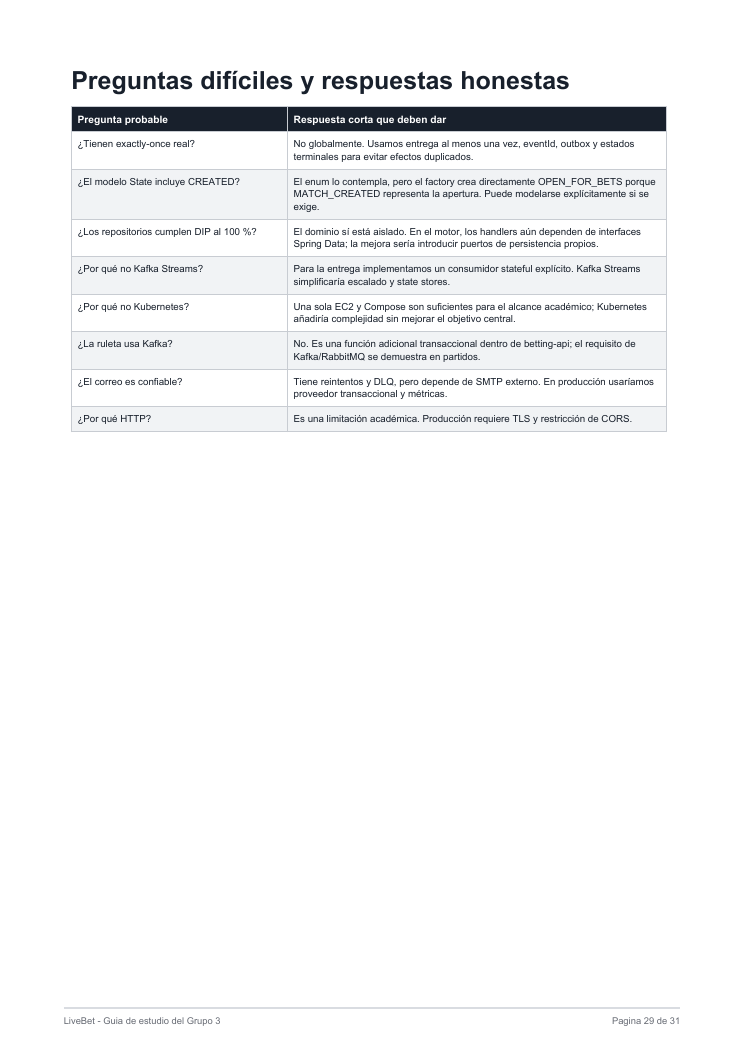 Preguntas difíciles y respuestas honestas
Pregunta probable
Respuesta corta que deben dar
¿Tienen exactly-once real?
No globalmente. Usamos entrega al menos una vez, eventId, outbox y estados
terminales para evitar efectos duplicados.
¿El modelo State incluye CREATED?
El enum lo contempla, pero el factory crea directamente OPEN_FOR_BETS porque
MATCH_CREATED representa la apertura. Puede modelarse explícitamente si se
exige.
¿Los repositorios cumplen DIP al 100 %?
El dominio sí está aislado. En el motor, los handlers aún dependen de interfaces
Spring Data; la mejora sería introducir puertos de persistencia propios.
¿Por qué no Kafka Streams?
Para la entrega implementamos un consumidor stateful explícito. Kafka Streams
simplificaría escalado y state stores.
¿Por qué no Kubernetes?
Una sola EC2 y Compose son suficientes para el alcance académico; Kubernetes
añadiría complejidad sin mejorar el objetivo central.
¿La ruleta usa Kafka?
No. Es una función adicional transaccional dentro de betting-api; el requisito de
Kafka/RabbitMQ se demuestra en partidos.
¿El correo es confiable?
Tiene reintentos y DLQ, pero depende de SMTP externo. En producción usaríamos
proveedor transaccional y métricas.
¿Por qué HTTP?
Es una limitación académica. Producción requiere TLS y restricción de CORS.
LiveBet - Guia de estudio del Grupo 3
Pagina 29 de 31